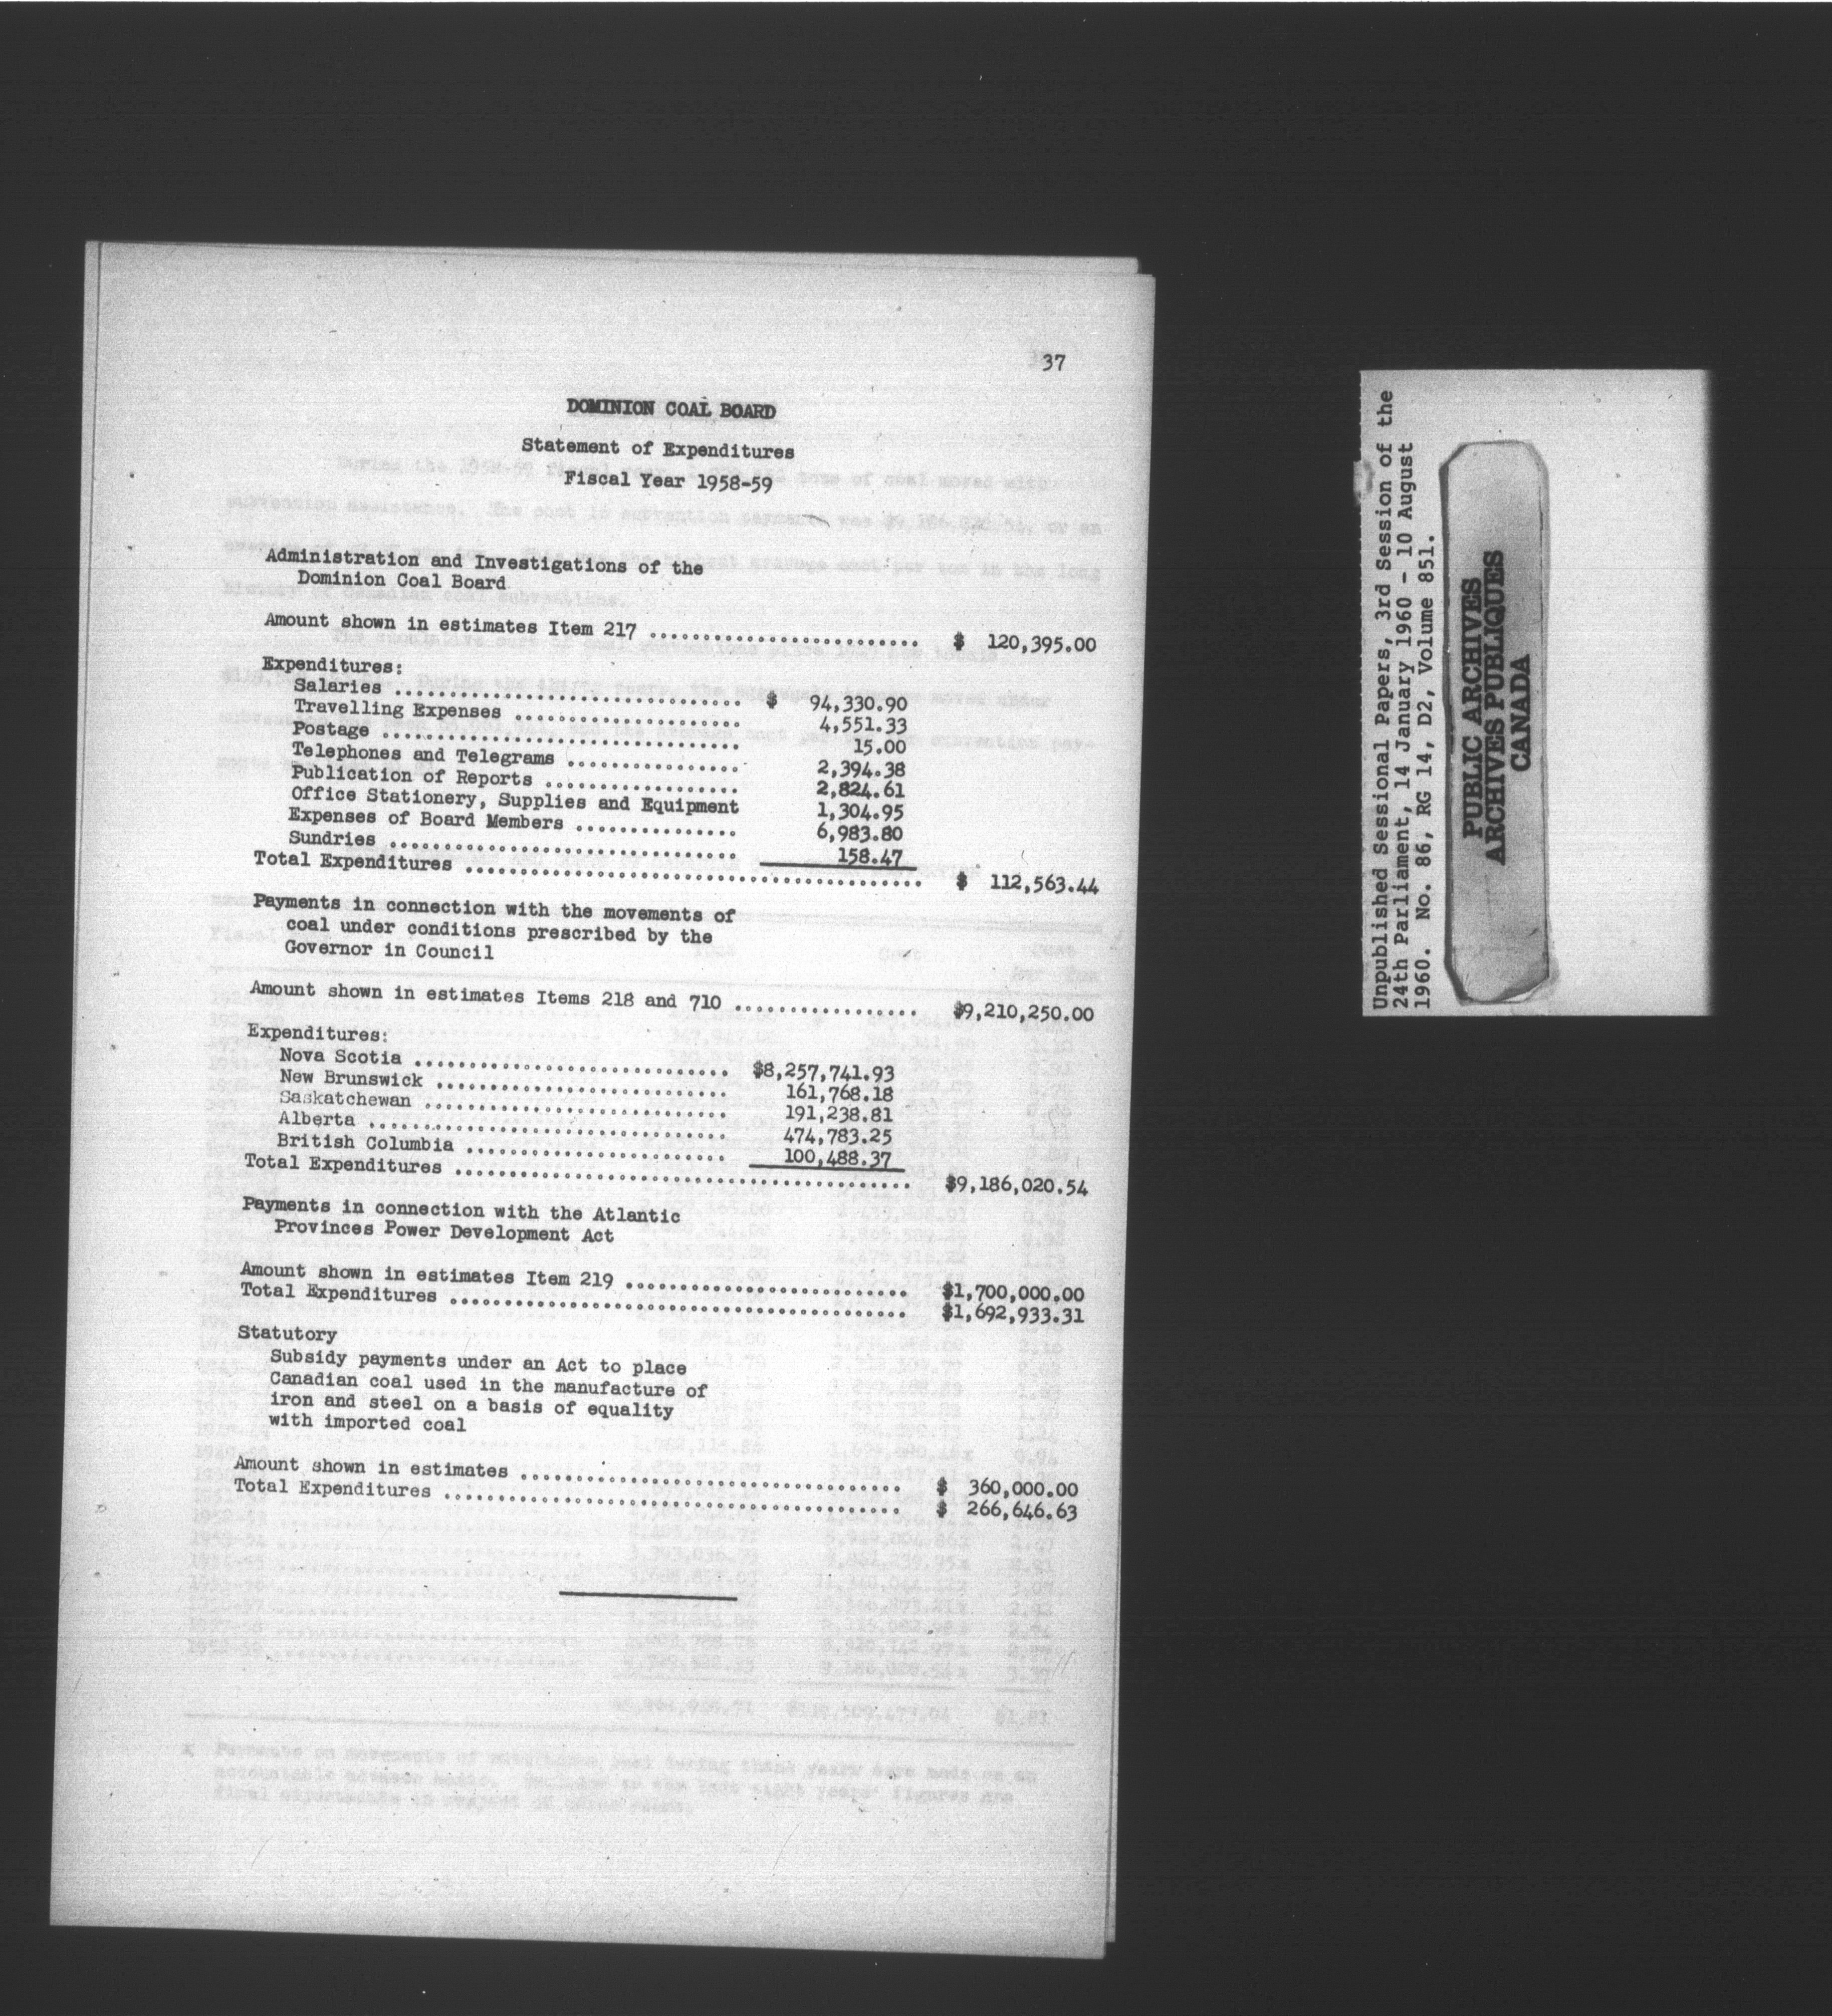 37
DOMINION COAL BOARD
Statement of Expenditures
Fiscal Year 1958-59
Administration and Investigations of the
Dominion Coal Board
Amount shown in estimates Item 217 .......................... $ 120,395.00
Expenditures:
Salaries ................................. $ 94,330.90
Travelling Expenses ..................... 4,551.33
Postage .................................. 15.00
Telephones and Telegrams ................ 2,394.38
Publication of Reports .................. 2,824.61
Office Stationery, Supplies and Equipment 1,304.95
Expenses of Board Members ............... 6,983.80
Sundries ................................. 158.47
Total Expenditures ............................................ $ 112,563.44
Payments in connection with the movements of
coal under conditions prescribed by the
Governor in Council
Amount shown in estimates Items 218 and 710 ................. $9,210,250.00
Expenditures:
Nova Scotia .............................. $8,257,741.93
New Brunswick ............................ 161,768.18
Saskatchewan ............................. 191,238.81
Alberta .................................. 474,783.25
British Columbia ......................... 100,488.37
Total Expenditures ............................................ $9,186,020.54
Payments in connection with the Atlantic
Provinces Power Development Act
Amount shown in estimates Item 219 ........................... $1,700,000.00
Total Expenditures ............................................ $1,692,933.31
Statutory
Subsidy payments under an Act to place
Canadian coal used in the manufacture of
iron and steel on a basis of equality
with imported coal
Amount shown in estimates ..................................... $ 360,000.00
Total Expenditures ............................................ $ 266,646.63
Unpublished Sessional Papers, 3rd Session of the
24th Parliament, 14 January 1960 - 10 August
1960. No. 86, RG 14, D2, Volume 851.
PUBLIC ARCHIVES
ARCHIVES PUBLIQUES
CANADA